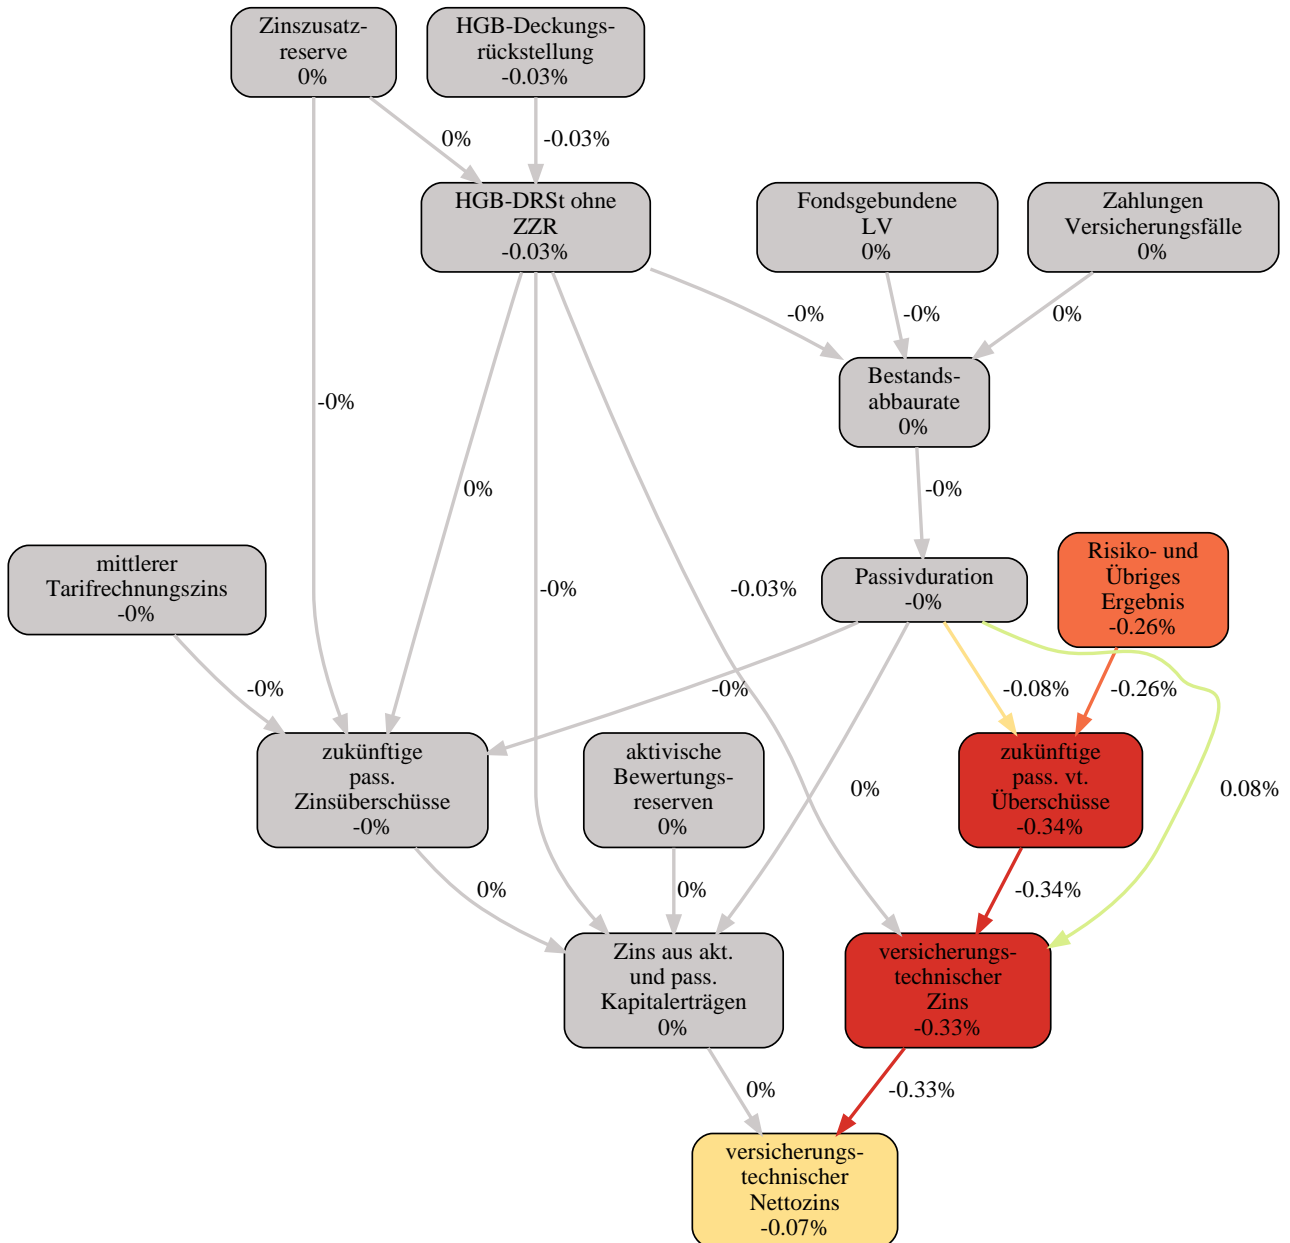 Zinszusatz-
reserve
0%
HGB-Deckungs-
rückstellung
-0.03%
0%
-0.03%
HGB-DRSt ohne
ZZR
-0.03%
Fondsgebundene
LV
0%
Zahlungen
Versicherungsfälle
0%
-0%
-0%
0%
Bestands-
abbaurate
0%
-0%
0%
-0%
mittlerer
Tarifrechnungszins
-0%
-0%
-0.03%
Passivduration
-0%
Risiko- und
Übriges
Ergebnis
-0.26%
-0%
-0%
-0.08%
-0.26%
zukünftige
pass.
Zinsüberschüsse
-0%
aktivische
Bewertungs-
reserven
0%
0%
zukünftige
pass. vt.
Überschüsse
-0.34%
0.08%
0%
0%
-0.34%
Zins aus akt.
und pass.
Kapitalerträgen
0%
versicherungs-
technischer
Zins
-0.33%
0%
-0.33%
versicherungs-
technischer
Nettozins
-0.07%